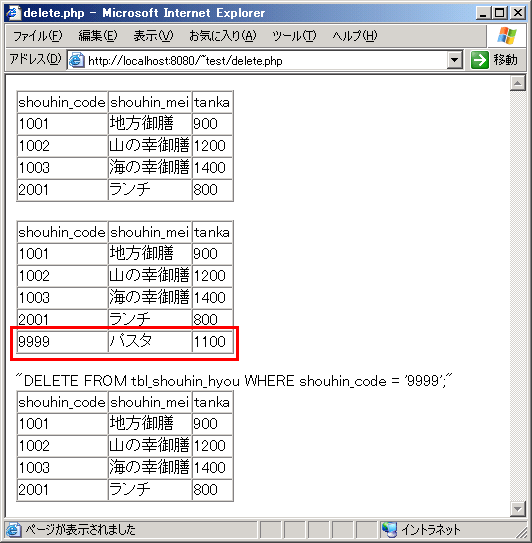 delete.php - Microsoft Internet Explorer
ファイル(F) 編集(E) 表示(V) お気に入り(A) ツール(T) ヘルプ(H)
アドレス(D) http://localhost:8080/~test/delete.php 移動
shouhin_code shouhin_mei tanka
1001 地方御膳 900
1002 山の幸御膳 1200
1003 海の幸御膳 1400
2001 ランチ 800
shouhin_code shouhin_mei tanka
1001 地方御膳 900
1002 山の幸御膳 1200
1003 海の幸御膳 1400
2001 ランチ 800
9999 パスタ 1100
"DELETE FROM tbl_shouhin_hyou WHERE shouhin_code = '9999';"
shouhin_code shouhin_mei tanka
1001 地方御膳 900
1002 山の幸御膳 1200
1003 海の幸御膳 1400
2001 ランチ 800
ページが表示されました イントラネット